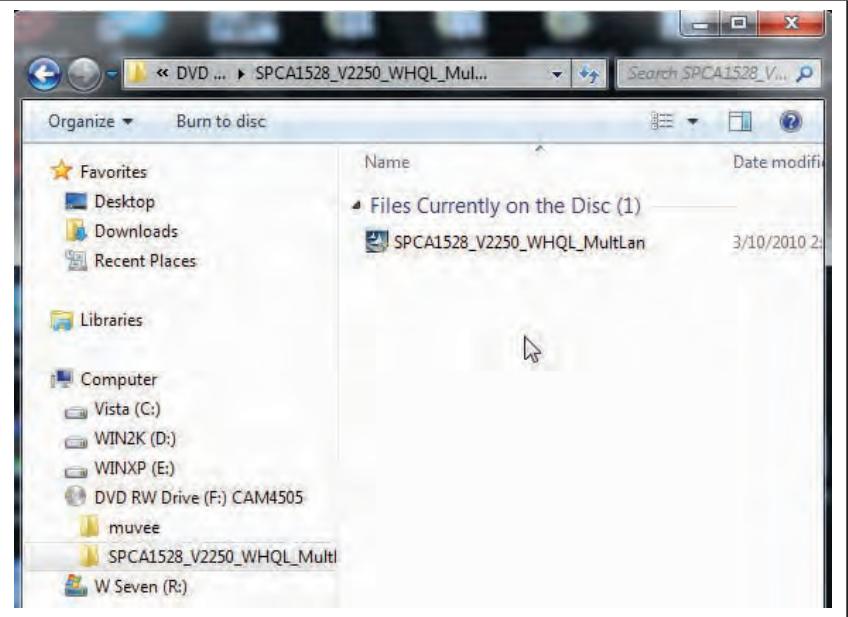 « DVD ... ▸ SPCA1528_V2250_WHQL_Mul...
Search SPCA1528_V...
Organize
Burn to disc
Favorites
Desktop
Downloads
Recent Places
Libraries
Computer
Vista (C:)
WIN2K (D:)
WINXP (E:)
DVD RW Drive (F:) CAM4505
muvee
SPCA1528_V2250_WHQL_Multl
W Seven (R:)
Name
Date modifi
Files Currently on the Disc (1)
SPCA1528_V2250_WHQL_MultLan
3/10/2010 2: